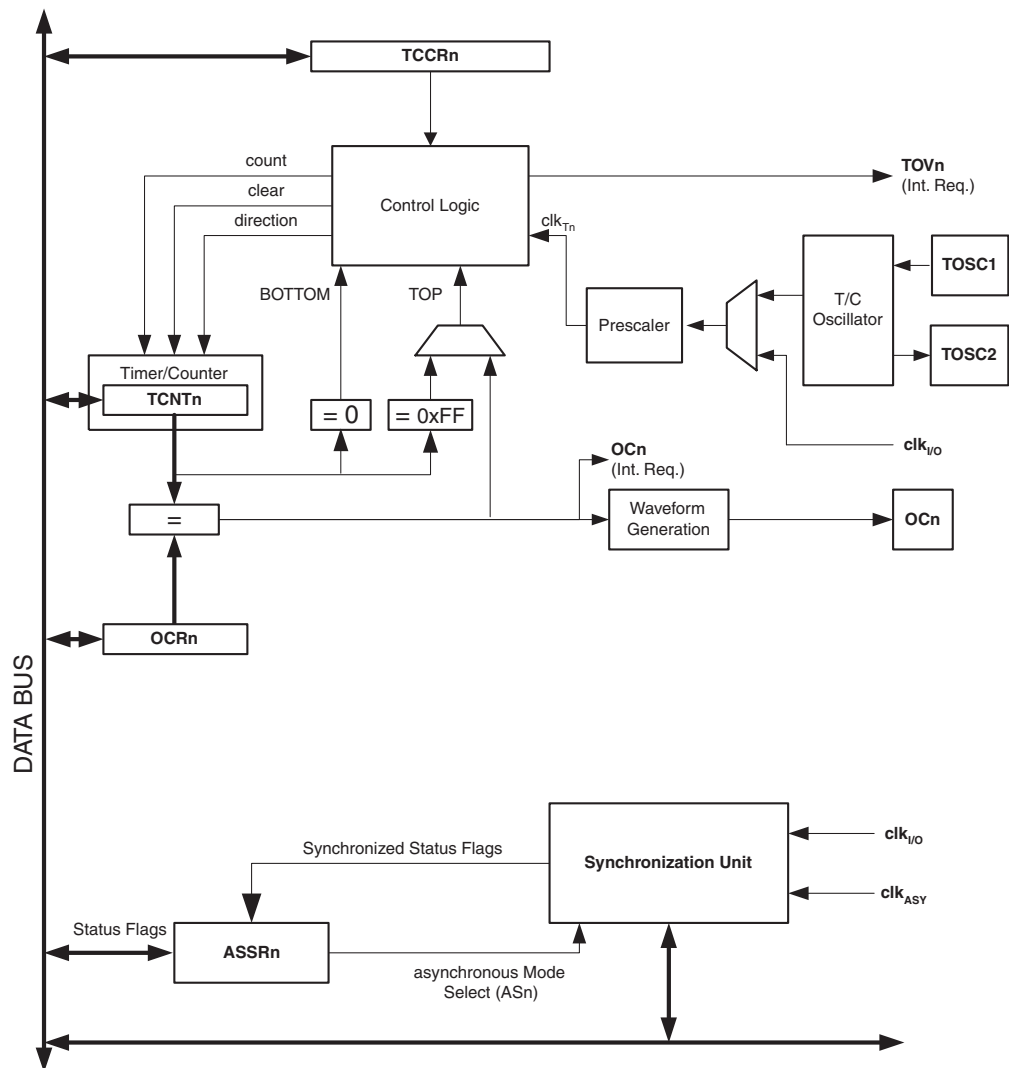 TCCRn
count
clear
direction
Control Logic
TOVn
(Int. Req.)
clkTn
BOTTOM
TOP
Prescaler
T/C
Oscillator
TOSC1
TOSC2
Timer/Counter
TCNTn
= 0
= 0xFF
clkI/O
OCn
(Int. Req.)
=
Waveform
Generation
OCn
OCRn
DATA BUS
Synchronized Status Flags
Synchronization Unit
clkI/O
clkASY
Status Flags
ASSRn
asynchronous Mode
Select (ASn)